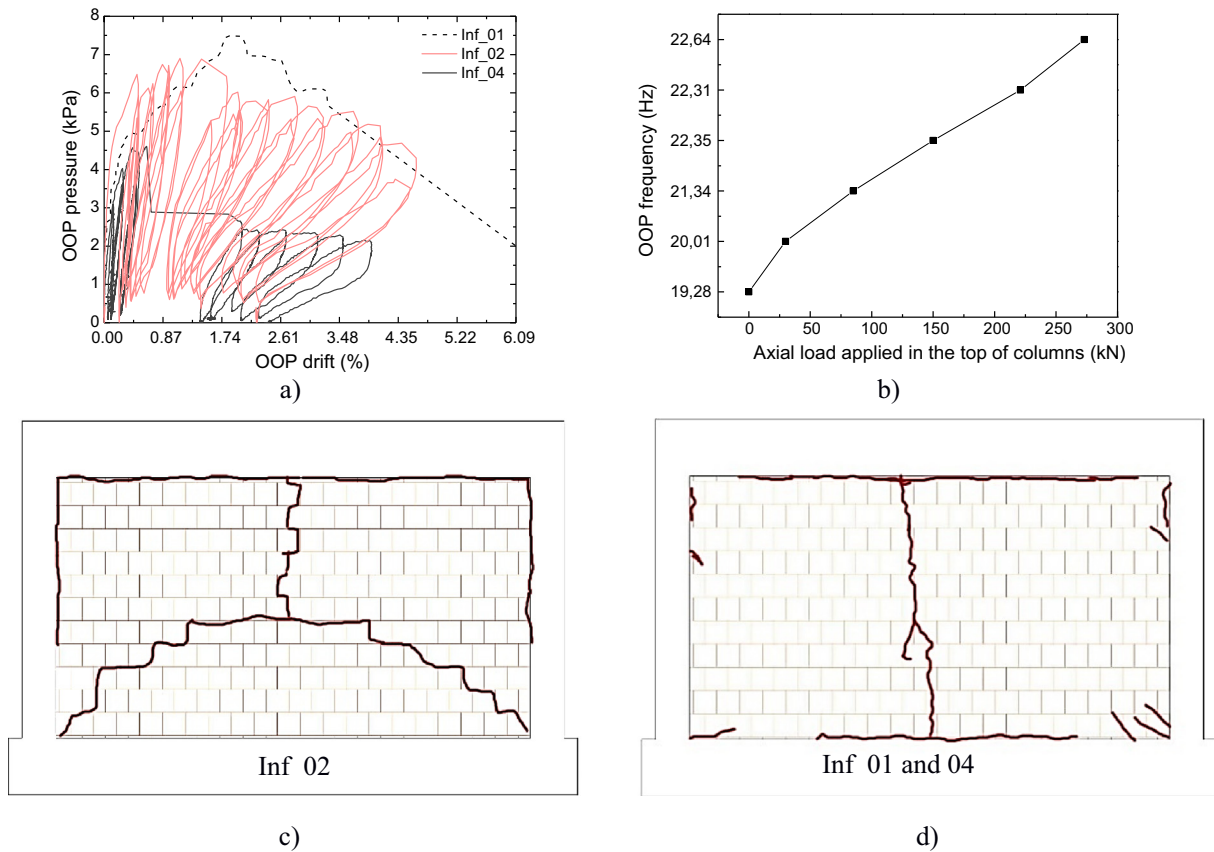 8
7
6
5
4
3
2
1
0
OOP pressure (kPa)
Inf_01
Inf_02
Inf_04
0.00 0.87 1.74 2.61 3.48 4.35 5.22 6.09
OOP drift (%)
a)
22,64
22,31
22,35
21,34
20,01
19,28
OOP frequency (Hz)
0 50 100 150 200 250 300
Axial load applied in the top of columns (kN)
b)
Inf 02
c)
Inf 01 and 04
d)